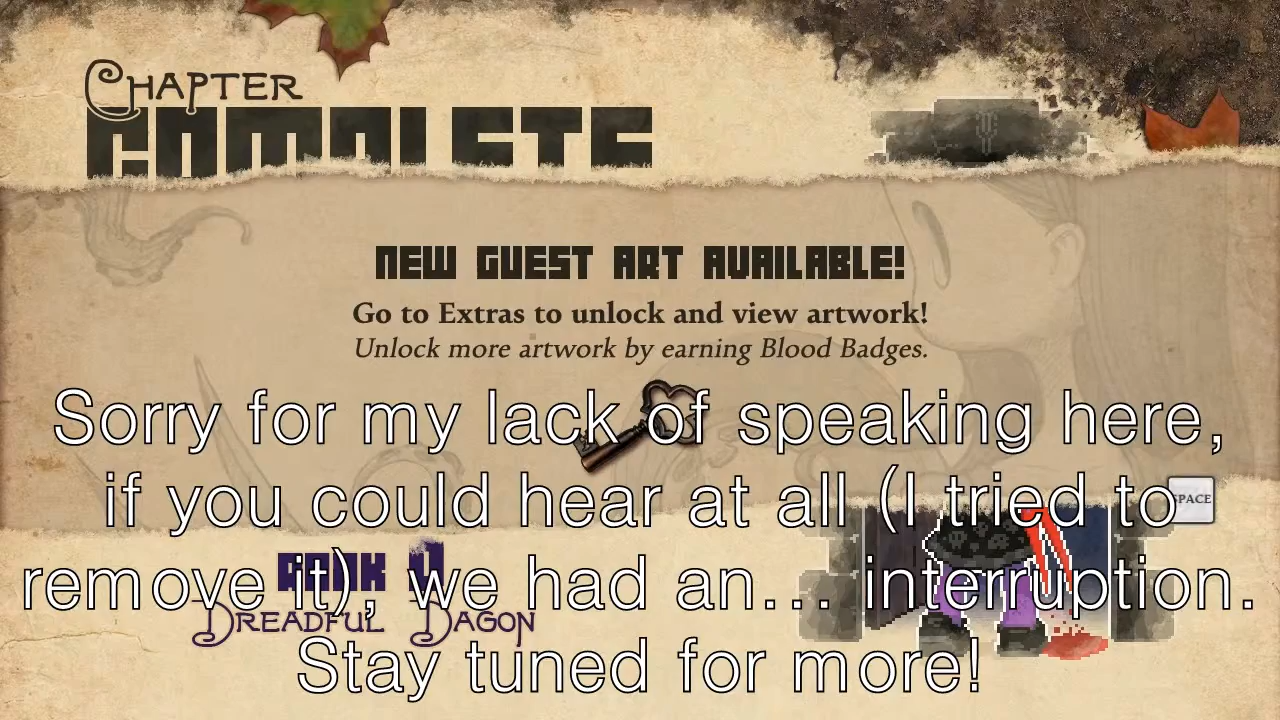 CHAPTER
COMPLETE
NEW GUEST ART AVAILABLE!
Go to Extras to unlock and view artwork!
Unlock more artwork by earning Blood Badges.
Sorry for my lack of speaking here,
if you could hear at all (I tried to
SPACE
remove it), we had an... interruption.
BOOK V
DREADFUL DAGON
Stay tuned for more!